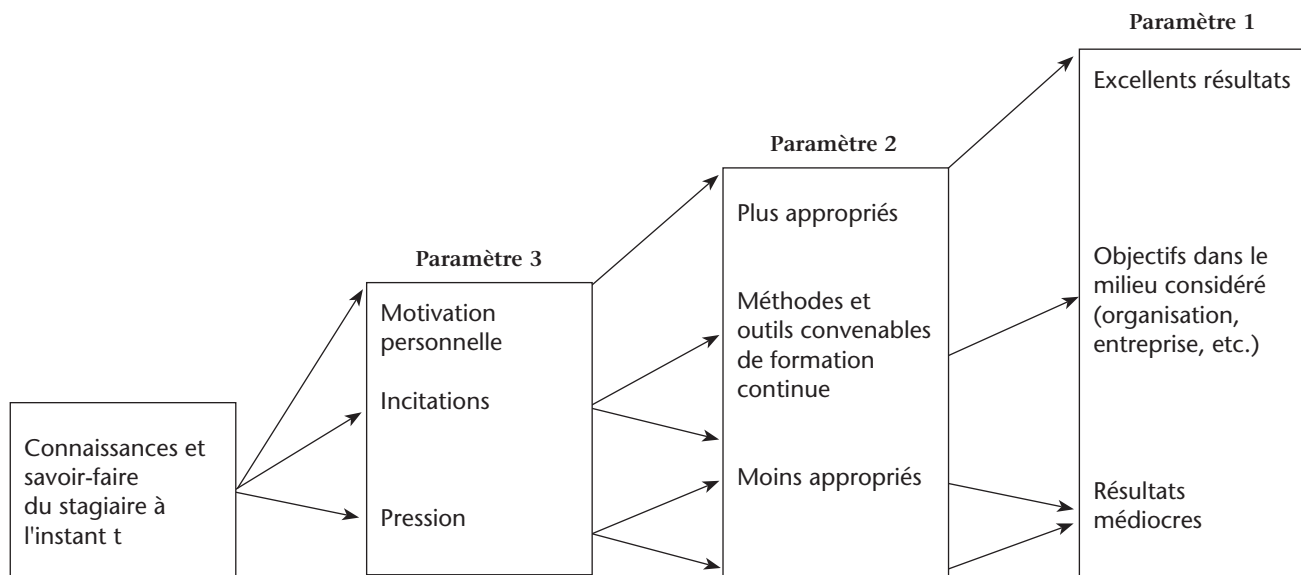 Paramètre 1
Excellents résultats
Objectifs dans le
milieu considéré
(organisation,
entreprise, etc.)
Résultats
médiocres
Paramètre 2
Plus appropriés
Méthodes et
outils convenables
de formation
continue
Moins appropriés
Paramètre 3
Motivation
personnelle
Incitations
Pression
Connaissances et
savoir-faire
du stagiaire à
l'instant t